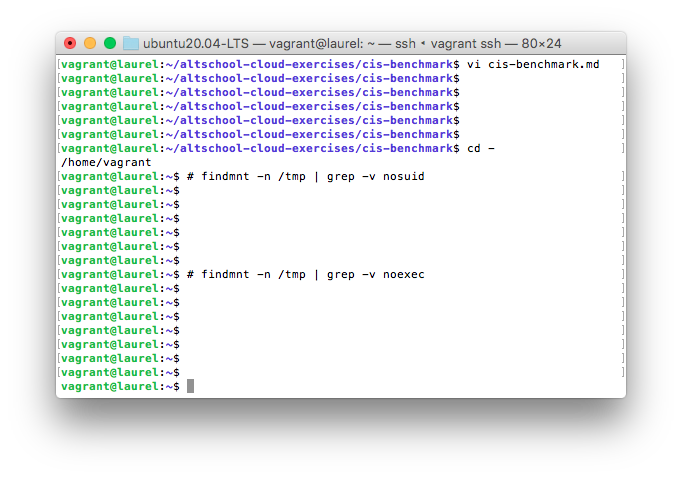 ubuntu20.04-LTS — vagrant@laurel: ~ — ssh ◂ vagrant ssh — 80×24
[vagrant@laurel:~/altschool-cloud-exercises/cis-benchmark$ vi cis-benchmark.md ]
[vagrant@laurel:~/altschool-cloud-exercises/cis-benchmark$ ]
[vagrant@laurel:~/altschool-cloud-exercises/cis-benchmark$ ]
[vagrant@laurel:~/altschool-cloud-exercises/cis-benchmark$ ]
[vagrant@laurel:~/altschool-cloud-exercises/cis-benchmark$ ]
[vagrant@laurel:~/altschool-cloud-exercises/cis-benchmark$ ]
[vagrant@laurel:~/altschool-cloud-exercises/cis-benchmark$ cd - ]
/home/vagrant
[vagrant@laurel:~$ # findmnt -n /tmp | grep -v nosuid ]
[vagrant@laurel:~$ ]
[vagrant@laurel:~$ ]
[vagrant@laurel:~$ ]
[vagrant@laurel:~$ ]
[vagrant@laurel:~$ ]
[vagrant@laurel:~$ ]
[vagrant@laurel:~$ # findmnt -n /tmp | grep -v noexec ]
[vagrant@laurel:~$ ]
[vagrant@laurel:~$ ]
[vagrant@laurel:~$ ]
[vagrant@laurel:~$ ]
[vagrant@laurel:~$ ]
[vagrant@laurel:~$ ]
[vagrant@laurel:~$ ]
vagrant@laurel:~$